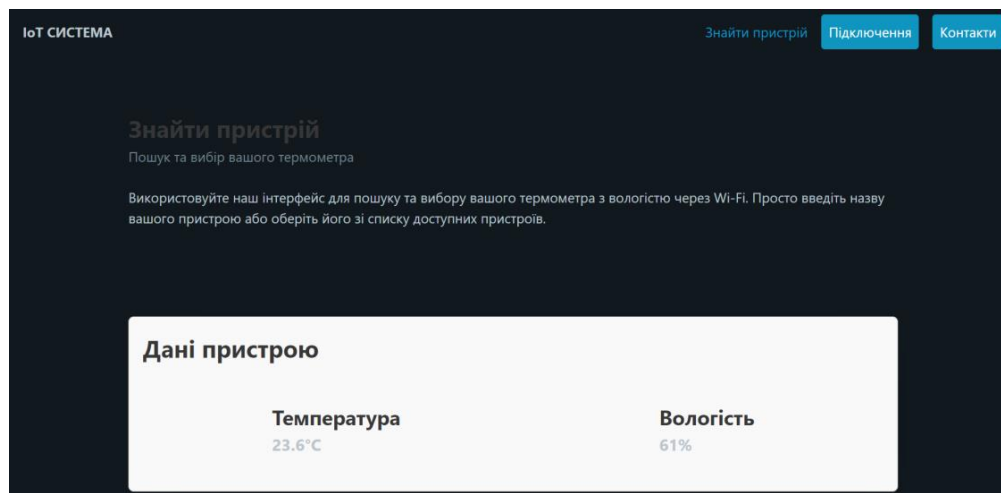 IoT СИСТЕМА
Знайти пристрій
Підключення
Контакти
Знайти пристрій
Пошук та вибір вашого термометра
Використовуйте наш інтерфейс для пошуку та вибору вашого термометра з вологістю через Wi-Fi. Просто введіть назву
вашого пристрою або оберіть його зі списку доступних пристроїв.
Дані пристрою
Температура
Вологість
23.6°C
61%